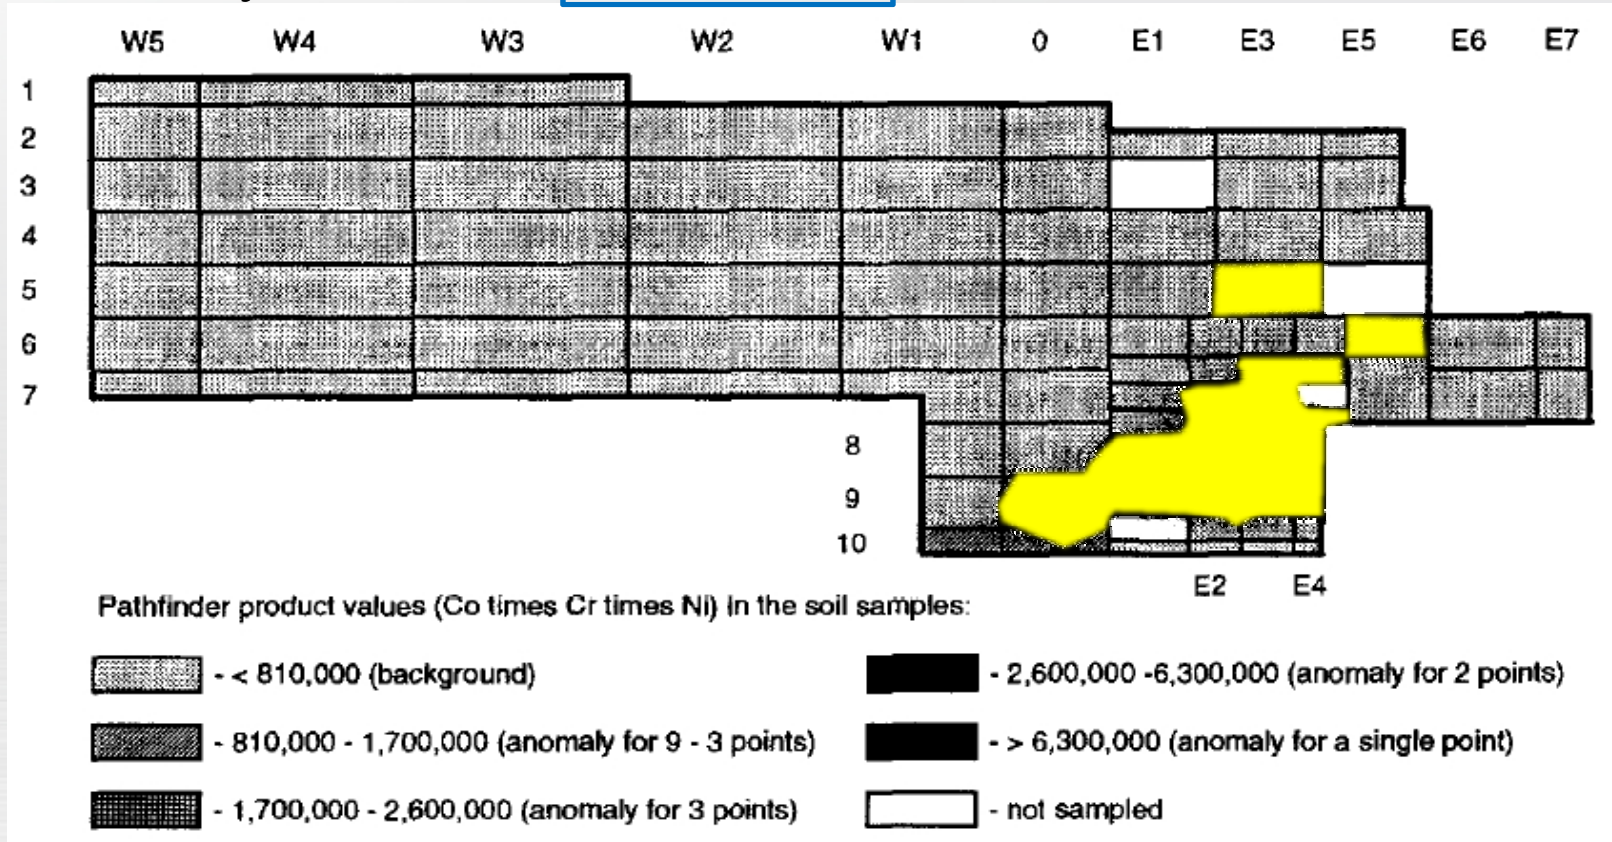 W5 W4 W3 W2 W1 0 E1 E3 E5 E6 E7
1
2
3
4
5
6
7
8
9
10
E2 E4
Pathfinder product values (Co times Cr times Ni) in the soil samples:
- < 810,000 (background)
- 810,000 - 1,700,000 (anomaly for 9 - 3 points)
- 1,700,000 - 2,600,000 (anomaly for 3 points)
- 2,600,000 -6,300,000 (anomaly for 2 points)
- > 6,300,000 (anomaly for a single point)
- not sampled